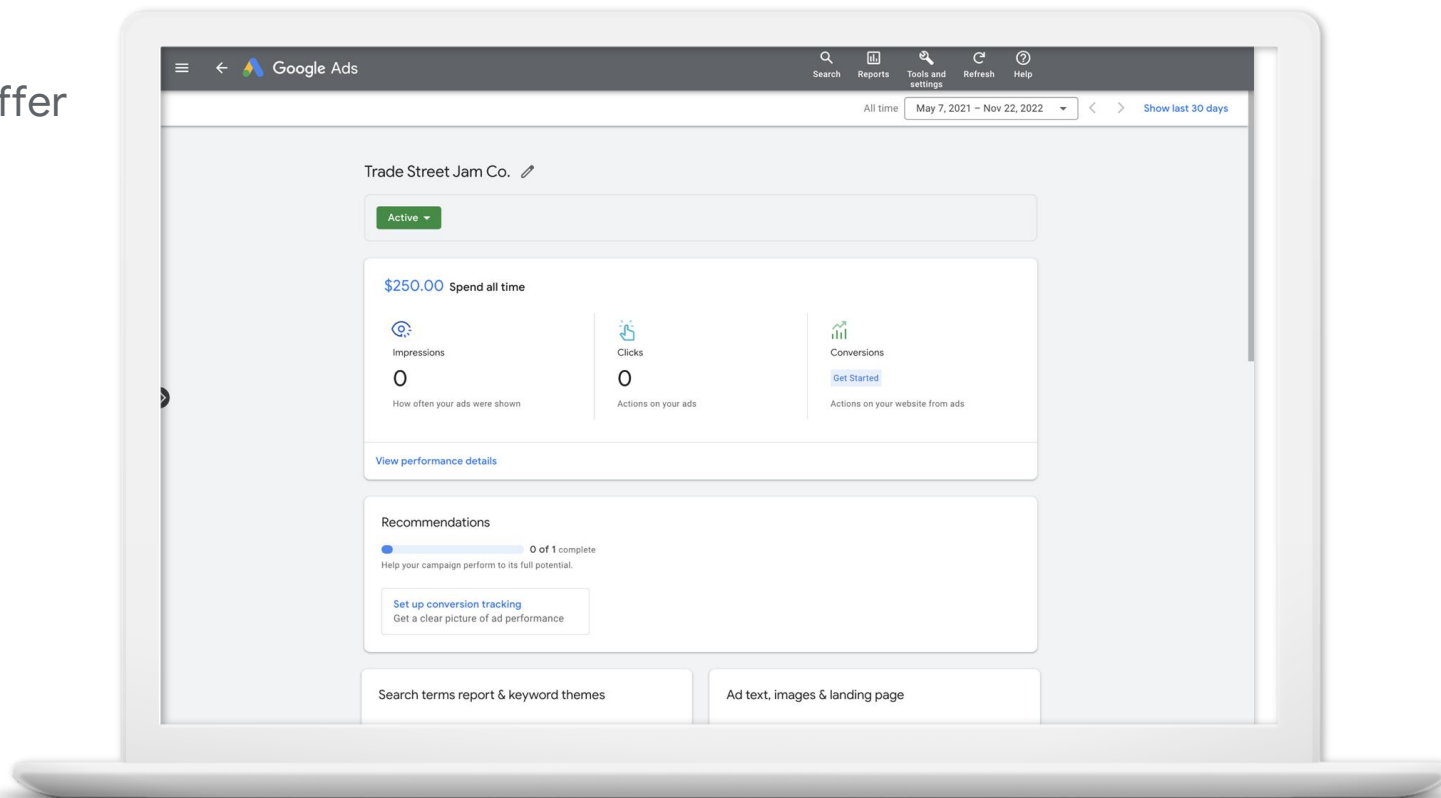 Google Ads
Search Reports Tools and settings Refresh Help
ffer
All time May 7, 2021 – Nov 22, 2022 Show last 30 days
Trade Street Jam Co.
Active
$250.00 Spend all time
Impressions
0
How often your ads were shown
Clicks
0
Actions on your ads
Conversions
Get Started
Actions on your website from ads
View performance details
Recommendations
0 of 1 complete
Help your campaign perform to its full potential.
Set up conversion tracking
Get a clear picture of ad performance
Search terms report & keyword themes
Ad text, images & landing page